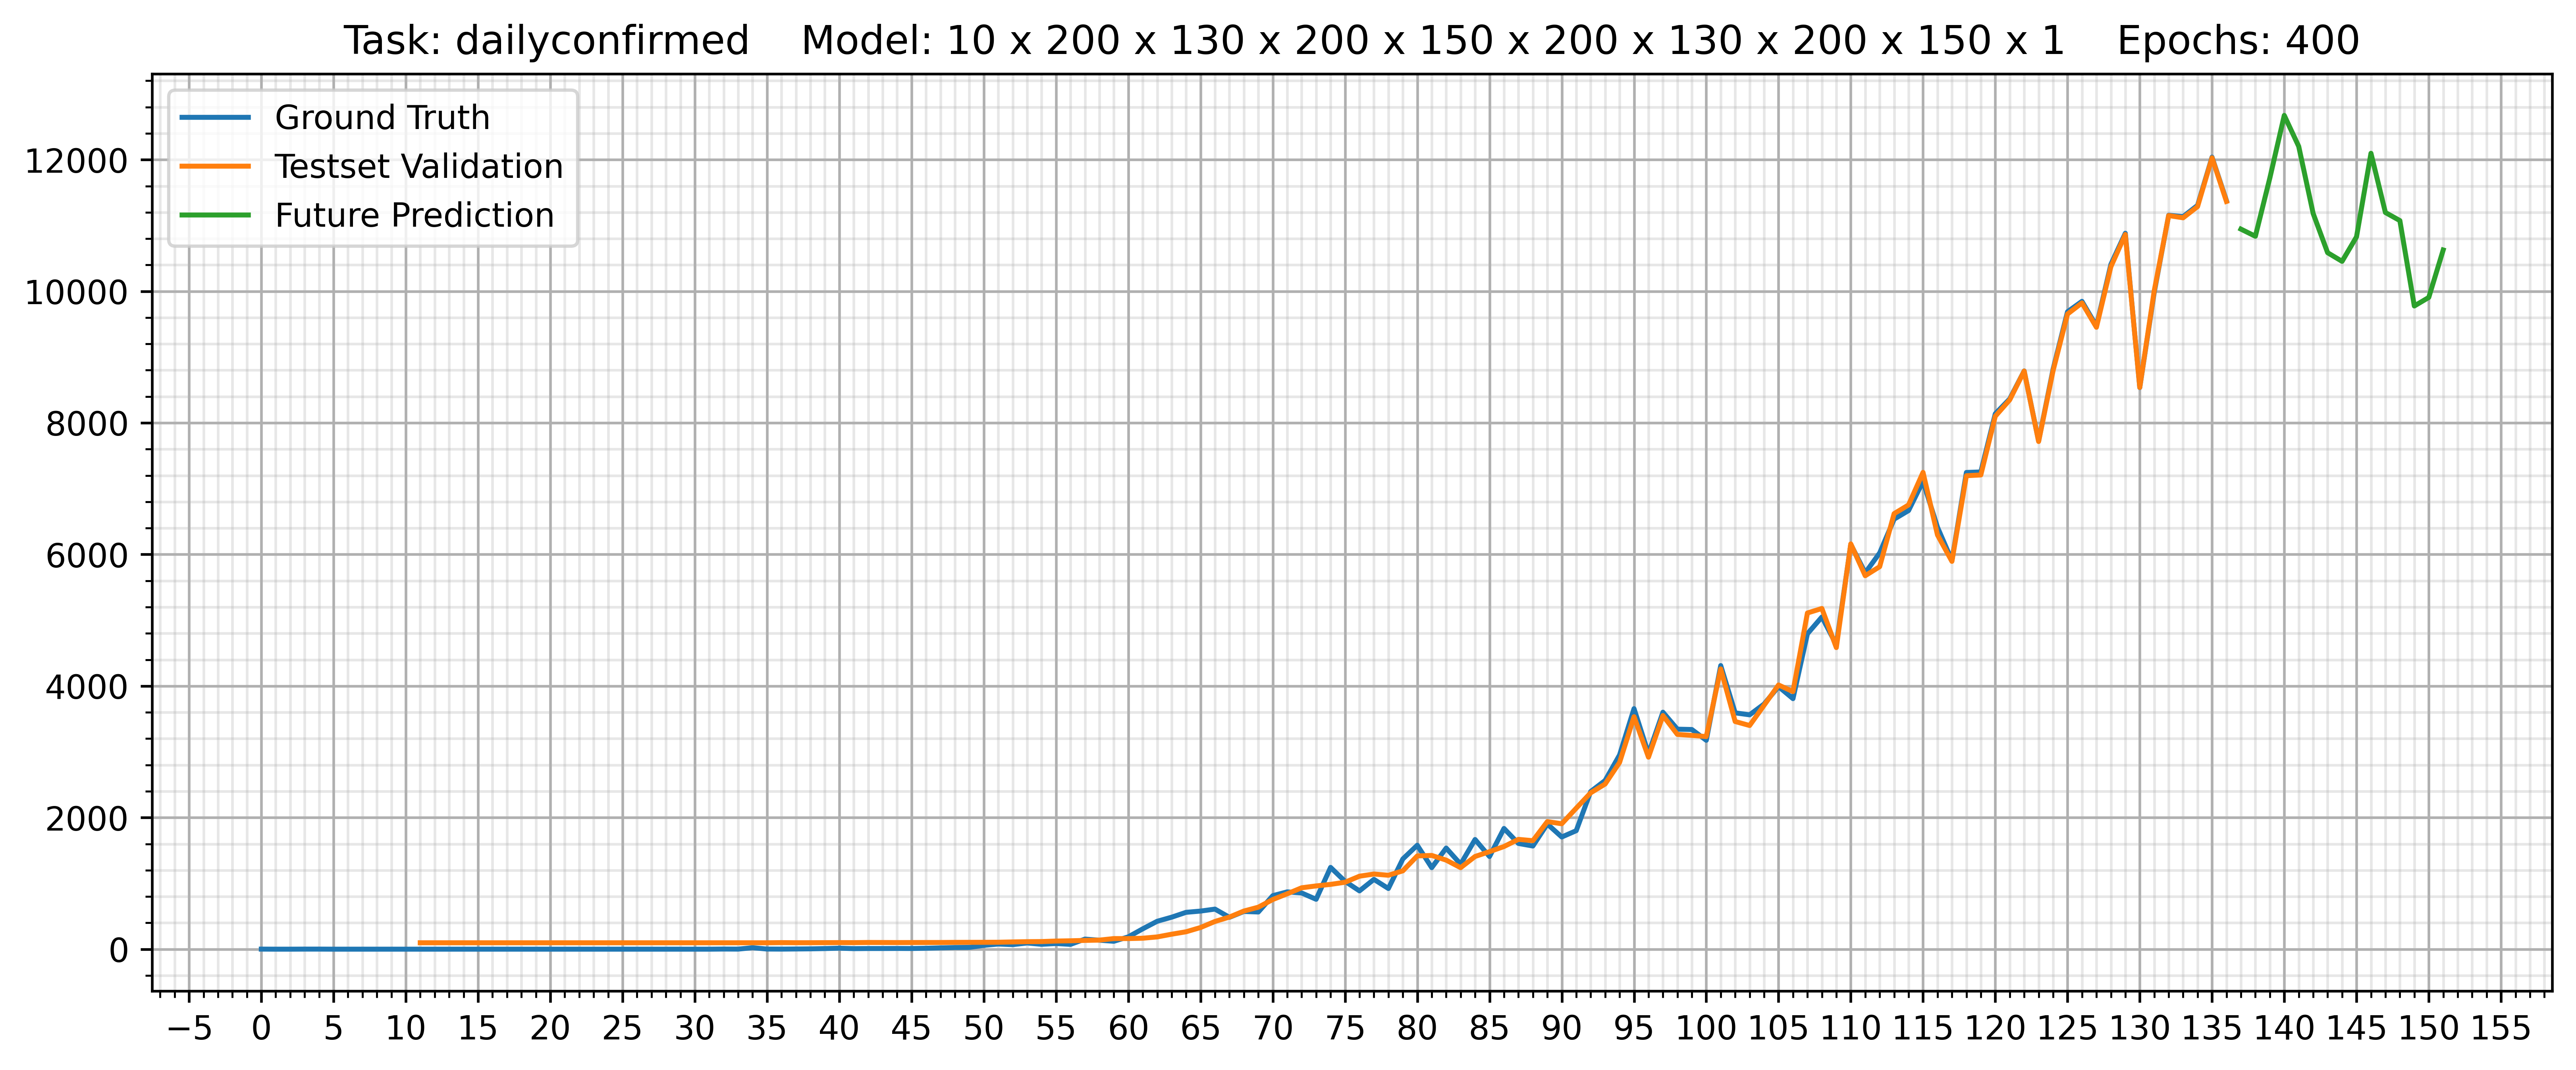 Task: dailyconfirmed    Model: 10 x 200 x 130 x 200 x 150 x 200 x 130 x 200 x 150 x 1    Epochs: 400
Ground Truth
Testset Validation
Future Prediction
12000
10000
8000
6000
4000
2000
0
−5 0 5 10 15 20 25 30 35 40 45 50 55 60 65 70 75 80 85 90 95 100 105 110 115 120 125 130 135 140 145 150 155